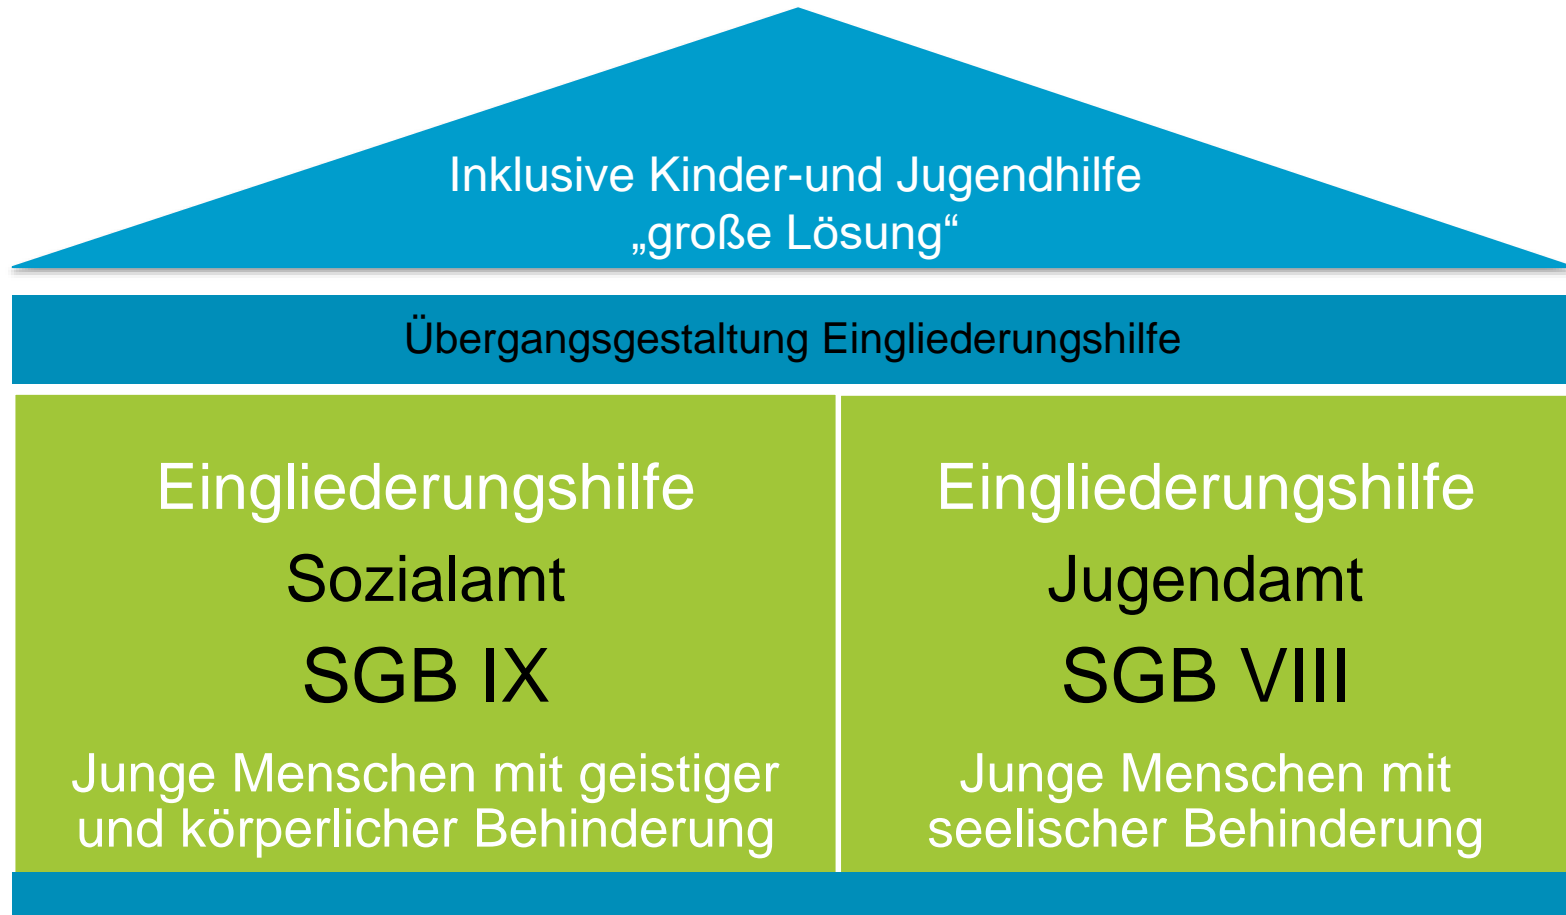 Inklusive Kinder-und Jugendhilfe
„große Lösung“
Übergangsgestaltung Eingliederungshilfe
Eingliederungshilfe
Sozialamt
SGB IX
Junge Menschen mit geistiger
und körperlicher Behinderung
Eingliederungshilfe
Jugendamt
SGB VIII
Junge Menschen mit
seelischer Behinderung